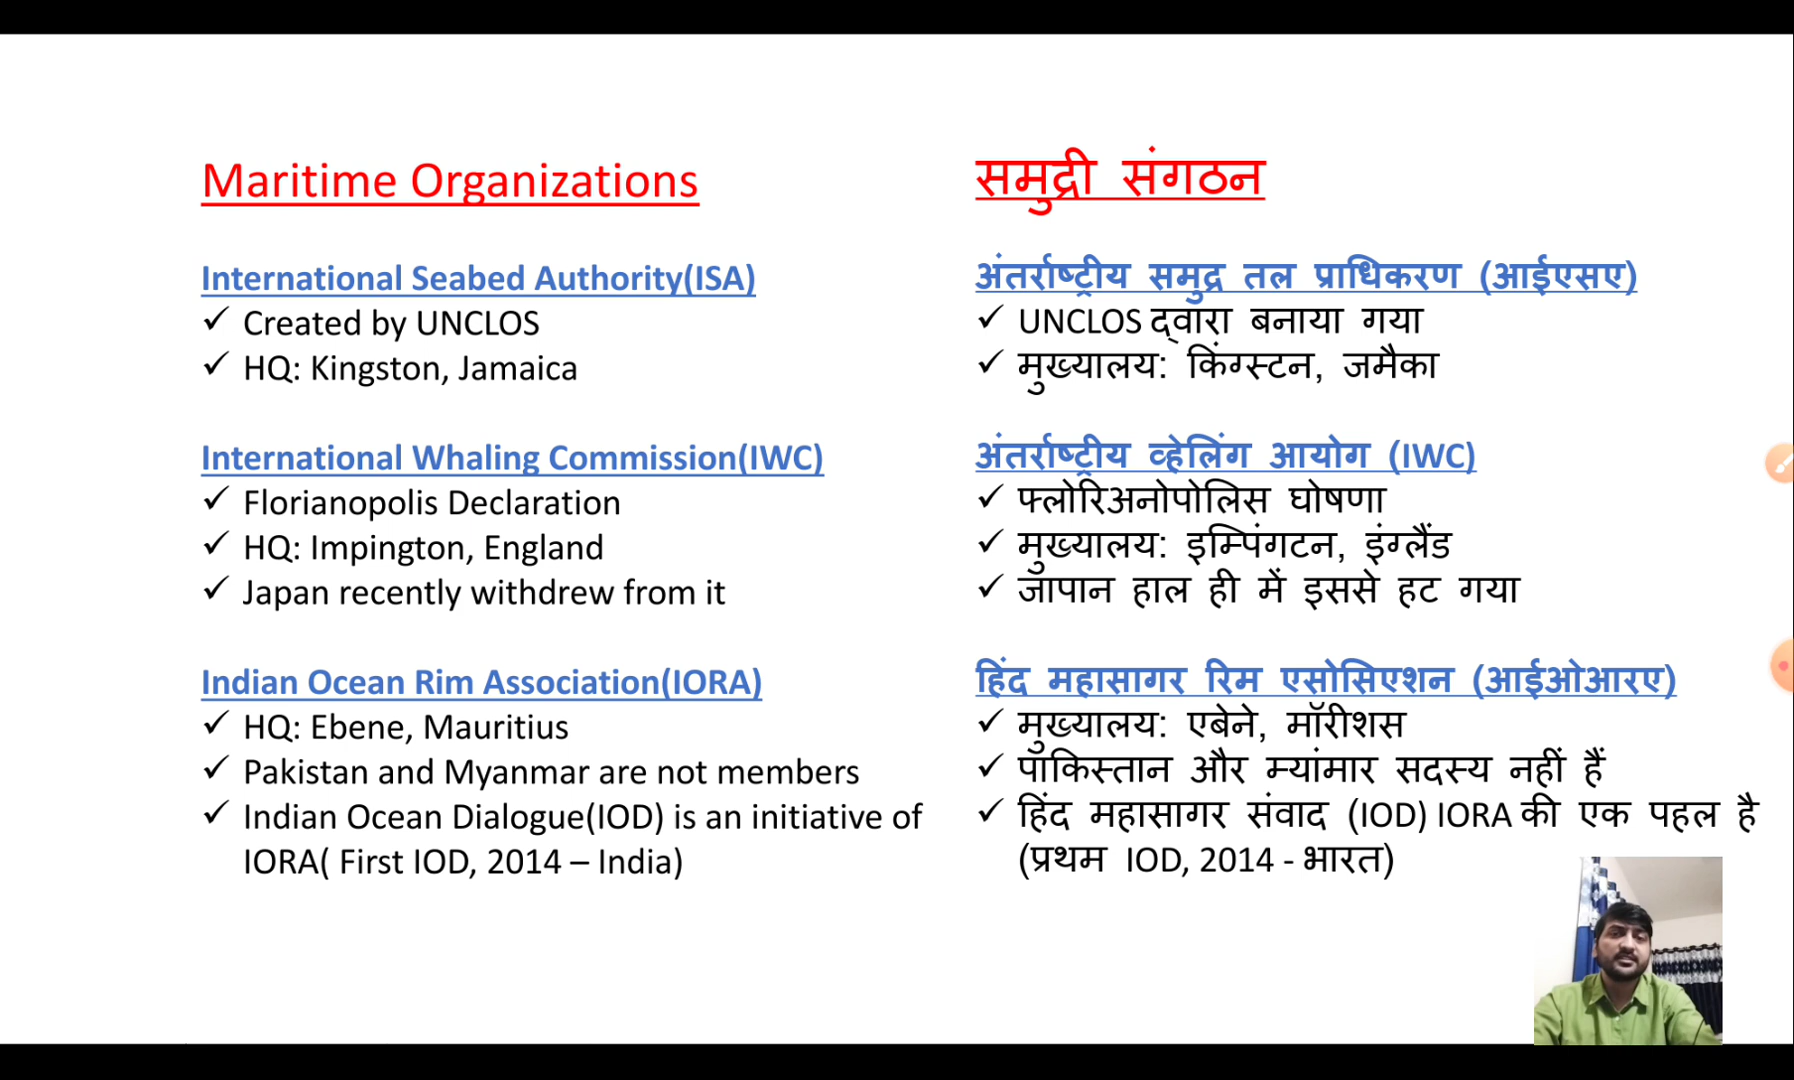 Maritime Organizations
International Seabed Authority(ISA)
✓ Created by UNCLOS
✓ HQ: Kingston, Jamaica
International Whaling Commission(IWC)
✓ Florianopolis Declaration
✓ HQ: Impington, England
✓ Japan recently withdrew from it
Indian Ocean Rim Association(IORA)
✓ HQ: Ebene, Mauritius
✓ Pakistan and Myanmar are not members
✓ Indian Ocean Dialogue(IOD) is an initiative of
IORA( First IOD, 2014 – India)
समुद्री संगठन
अंतर्राष्ट्रीय समुद्र तल प्राधिकरण (आईएसए)
✓ UNCLOS द्वारा बनाया गया
✓ मुख्यालय: किंग्स्टन, जमैका
अंतर्राष्ट्रीय व्हेलिंग आयोग (IWC)
✓ फ्लोरिअनोपोलिस घोषणा
✓ मुख्यालय: इम्पिंगटन, इंग्लैंड
✓ जापान हाल ही में इससे हट गया
हिंद महासागर रिम एसोसिएशन (आईओआरए)
✓ मुख्यालय: एबेने, मॉरीशस
✓ पाकिस्तान और म्यांमार सदस्य नहीं हैं
✓ हिंद महासागर संवाद (IOD) IORA की एक पहल है
(प्रथम IOD, 2014 - भारत)